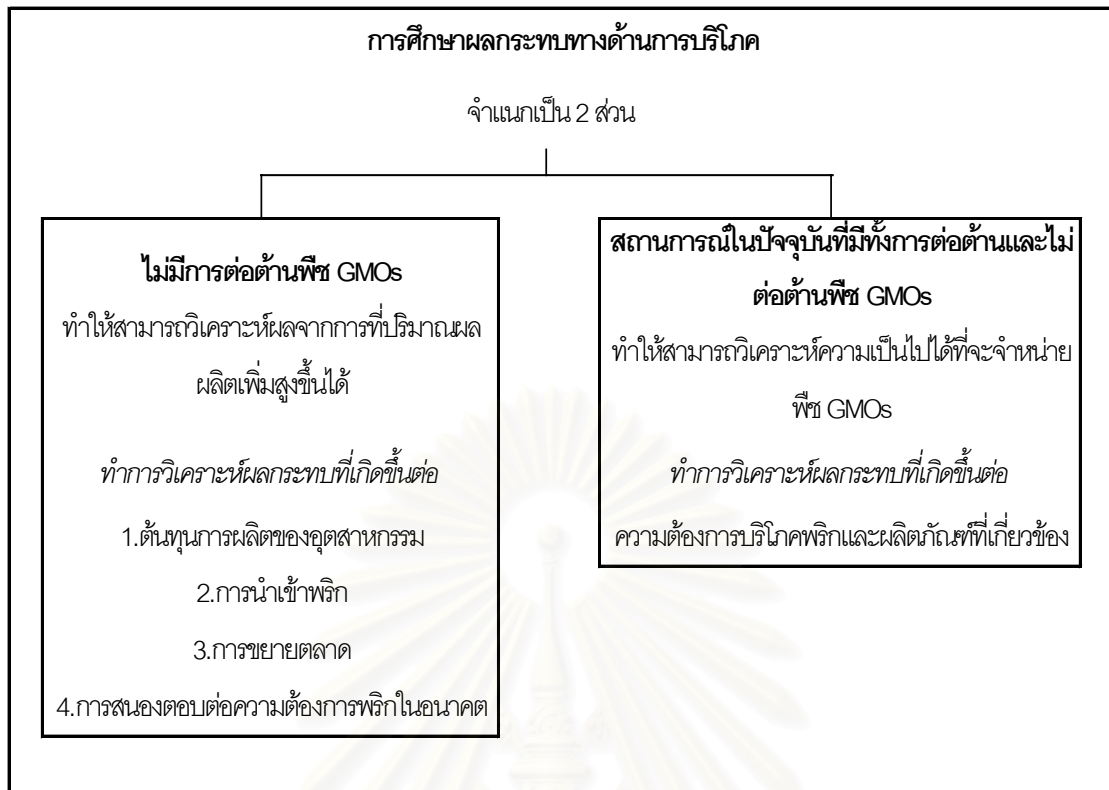 การศึกษาผลกระทบทางด้านการบริโภค
จำแนกเป็น 2 ส่วน
ไม่มีการต่อต้านพืช GMOs
ทำให้สามารถวิเคราะห์ผลจากการที่ปริมาณผล
ผลิตเพิ่มสูงขึ้นได้
ทำการวิเคราะห์ผลกระทบที่เกิดขึ้นต่อ
1.ต้นทุนการผลิตของอุตสาหกรรม
2.การนำเข้าพริก
3.การขยายตลาด
4.การสนองตอบต่อความต้องการพริกในอนาคต
สถานการณ์ในปัจจุบันที่มีทั้งการต่อต้านและไม่
ต่อต้านพืช GMOs
ทำให้สามารถวิเคราะห์ความเป็นไปได้ที่จะจำหน่าย
พืช GMOs
ทำการวิเคราะห์ผลกระทบที่เกิดขึ้นต่อ
ความต้องการบริโภคพริกและผลิตภัณฑ์ที่เกี่ยวข้อง